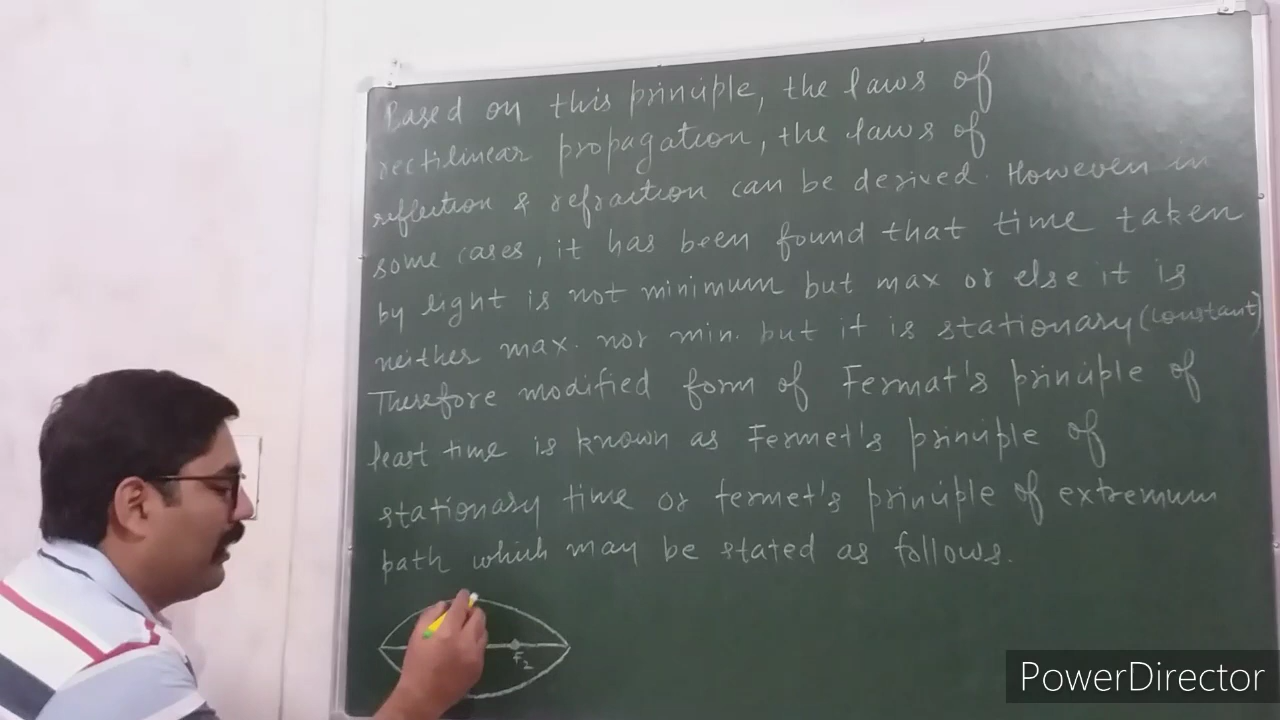 Based on this principle, the laws of
rectilinear propagation, the laws of
reflection & refraction can be derived. However in
some cases, it has been found that time taken
by light is not minimum but max or else it is
neither max. nor min. but it is stationary (constant)
Therefore modified form of Fermat's principle of
least time is known as Fermet's principle of
stationary time or fermet's principle of extremum
path which may be stated as follows.
F2
PowerDirector